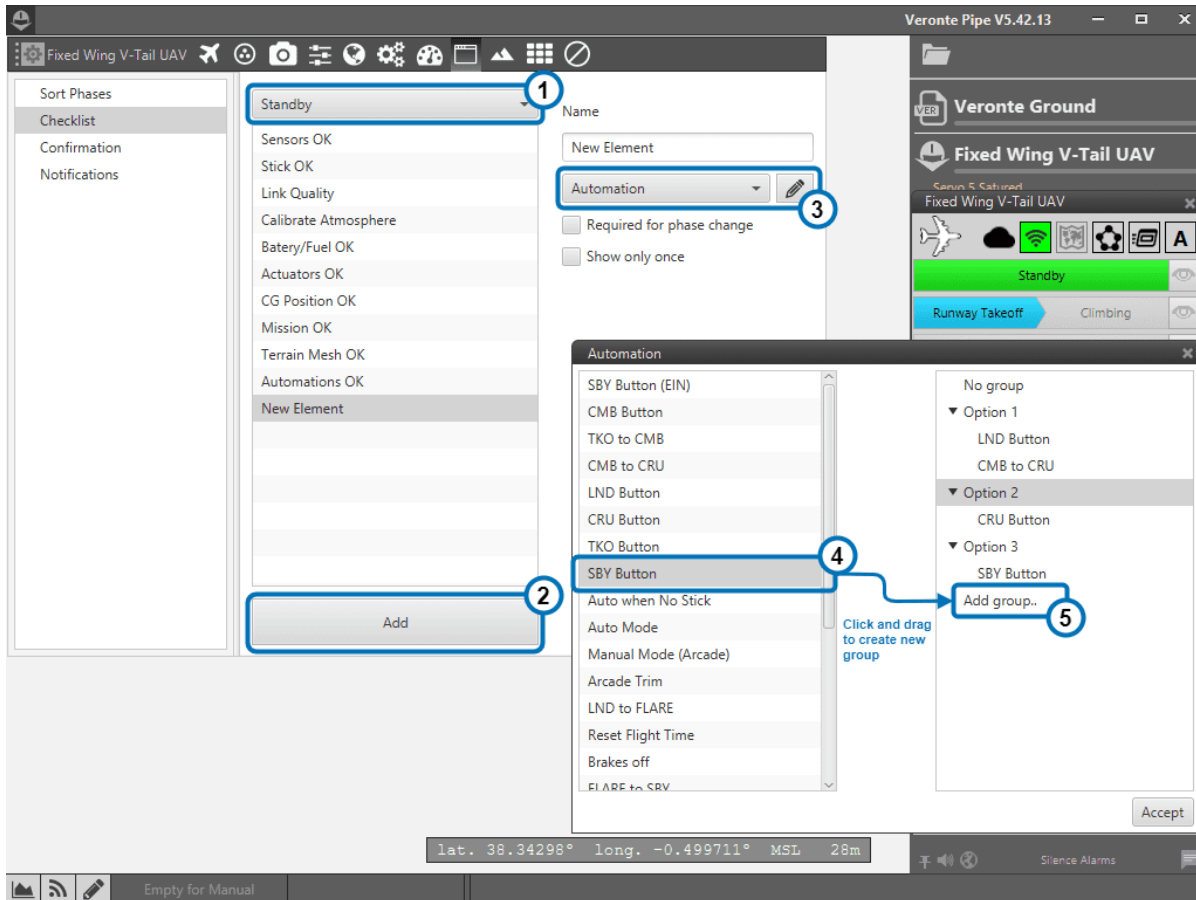 Veronte Pipe V5.42.13
Fixed Wing V-Tail UAV
Sort Phases
Checklist
Confirmation
Notifications
Standby
1
Sensors OK
Stick OK
Link Quality
Calibrate Atmosphere
Batery/Fuel OK
Actuators OK
CG Position OK
Mission OK
Terrain Mesh OK
Automations OK
New Element
Add
2
Name
New Element
Automation
3
Required for phase change
Show only once
VER
Veronte Ground
Fixed Wing V-Tail UAV
Servo 5 Satured
Fixed Wing V-Tail UAV
A
Standby
Runway Takeoff
Climbing
Automation
SBY Button (EIN)
CMB Button
TKO to CMB
CMB to CRU
LND Button
CRU Button
TKO Button
SBY Button
4
Auto when No Stick
Auto Mode
Manual Mode (Arcade)
Arcade Trim
LND to FLARE
Reset Flight Time
Brakes off
FLARE to SBY
Click and drag
to create new
group
No group
Option 1
LND Button
CMB to CRU
Option 2
CRU Button
Option 3
SBY Button
Add group..
5
Accept
lat. 38.34298° long. -0.499711° MSL 28m
Silence Alarms
Empty for Manual